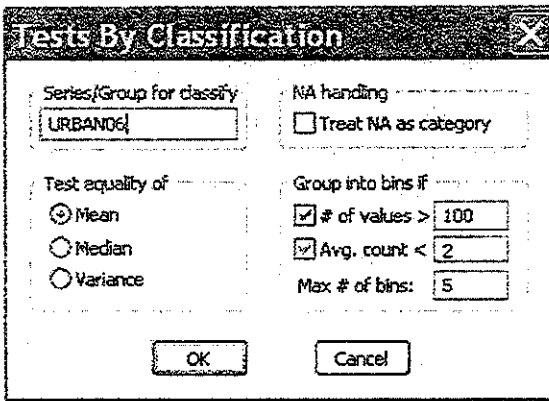 Tests By Classification
Series/Group for classify
URBAN06
NA handling
Treat NA as category
Test equality of
Mean
Median
Variance
Group into bins if
# of values > 100
Avg. count < 2
Max # of bins: 5
OK
Cancel